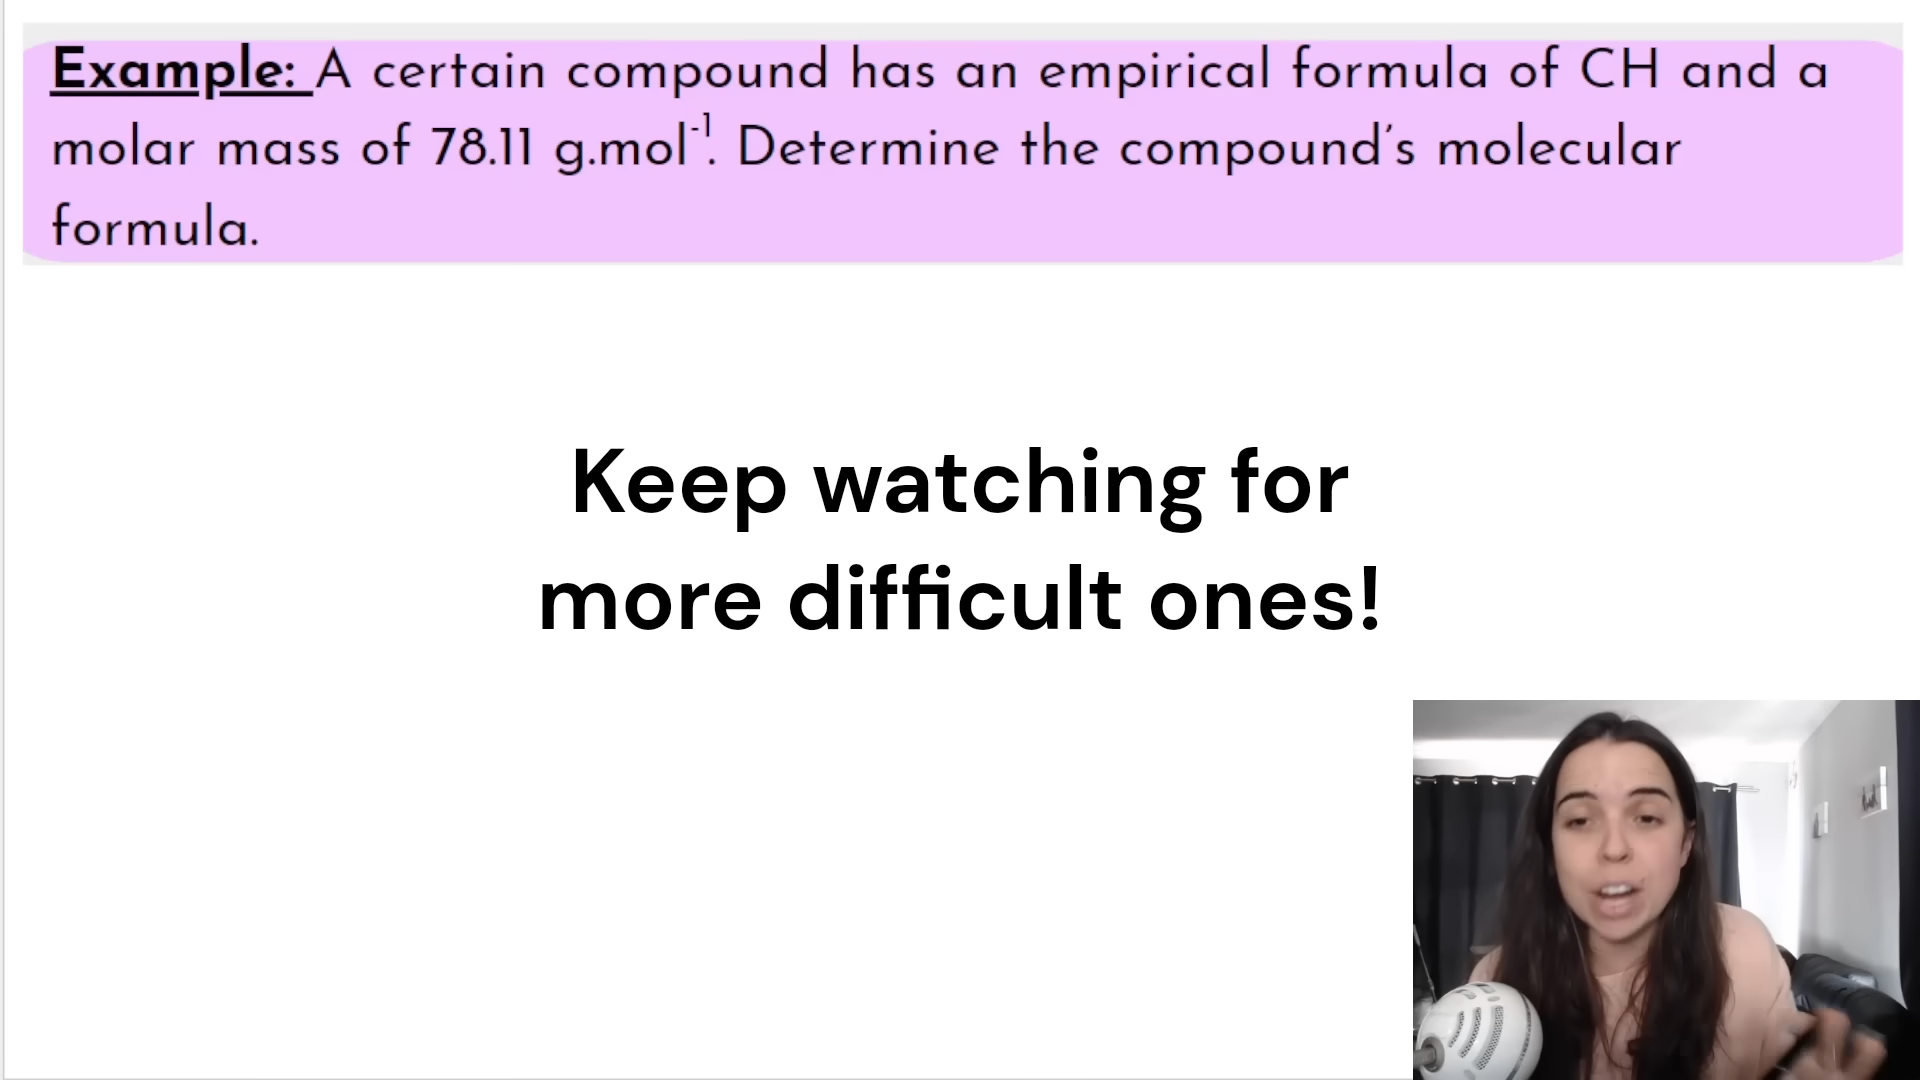 Example: A certain compound has an empirical formula of CH and a
molar mass of 78.11 g.mol⁻¹. Determine the compound’s molecular
formula.
Keep watching for
more difficult ones!